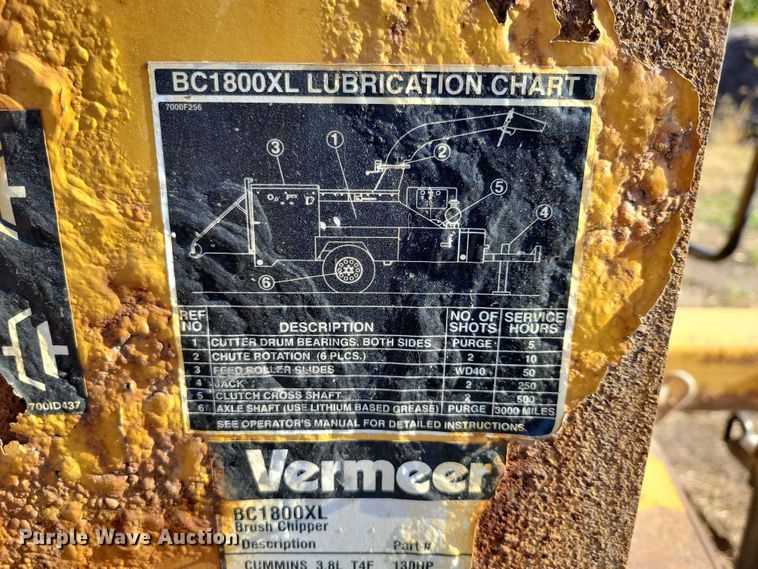 BC1800XL LUBRICATION CHART
7000F256
3 1 2 5 4 6
REF NO DESCRIPTION NO. OF SHOTS SERVICE HOURS
1 CUTTER DRUM BEARINGS, BOTH SIDES PURGE 5
2 CHUTE ROTATION (6 PLCS.) 2 10
3 FEED ROLLER SLIDES WD40 50
4 JACK 2 250
5 CLUTCH CROSS SHAFT 2 500
6 AXLE SHAFT (USE LITHIUM BASED GREASE) PURGE 3000 MILES
SEE OPERATOR'S MANUAL FOR DETAILED INSTRUCTIONS.
700ID437
Vermeer
BC1800XL
Brush Chipper
Description Part #
CUMMINS 3.8L T4F 130HP
Purple Wave Auction